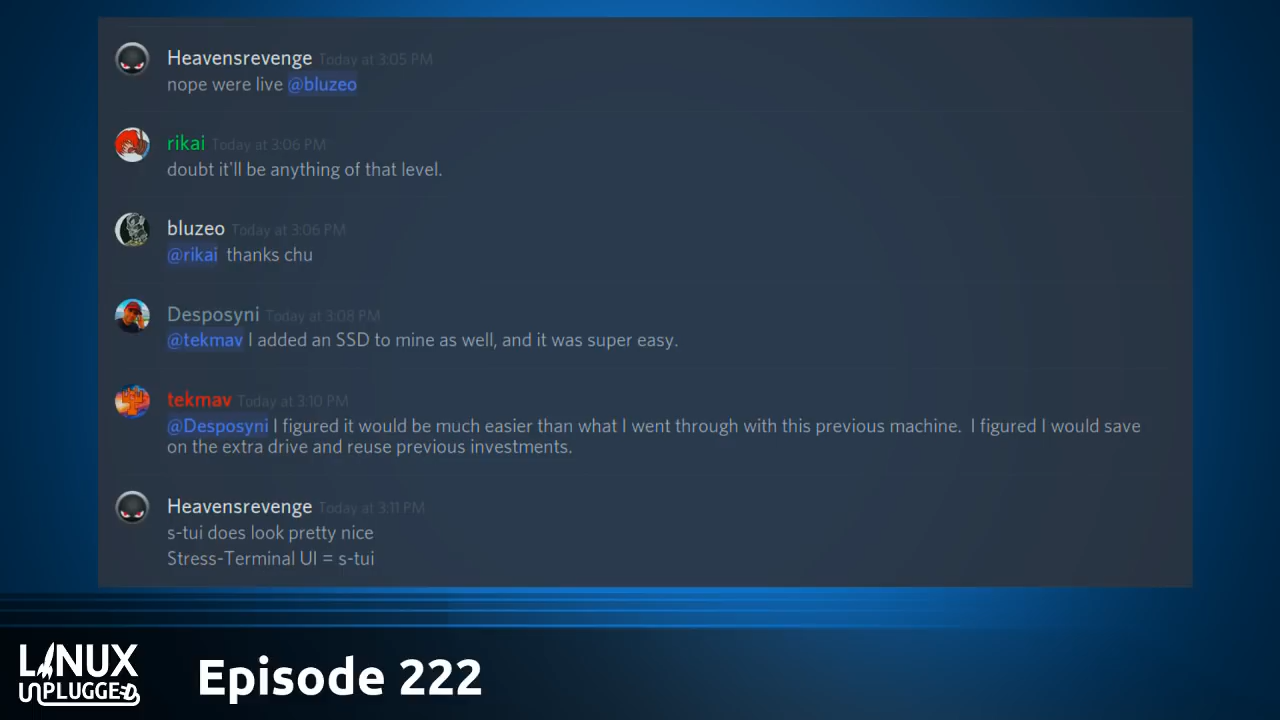 Heavensrevenge Today at 3:05 PM
nope were live @bluzeo
rikai Today at 3:06 PM
doubt it'll be anything of that level.
bluzeo Today at 3:06 PM
@rikai thanks chu
Desposyni Today at 3:08 PM
@tekmav I added an SSD to mine as well, and it was super easy.
tekmav Today at 3:10 PM
@Desposyni I figured it would be much easier than what I went through with this previous machine. I figured I would save
on the extra drive and reuse previous investments.
Heavensrevenge Today at 3:11 PM
s-tui does look pretty nice
Stress-Terminal UI = s-tui
LINUX
UNPLUGGED
Episode 222